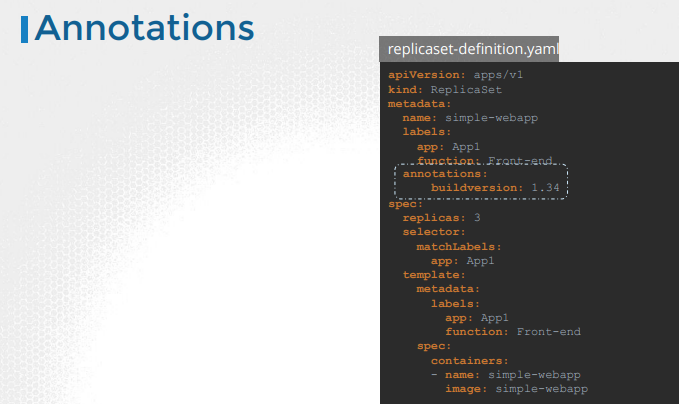 Annotations
replicaset-definition.yaml
apiVersion: apps/v1
kind: ReplicaSet
metadata:
  name: simple-webapp
  labels:
    app: App1
    function: Front-end
  annotations:
      buildversion: 1.34
spec:
  replicas: 3
  selector:
    matchLabels:
      app: App1
  template:
    metadata:
      labels:
        app: App1
        function: Front-end
    spec:
      containers:
      - name: simple-webapp
        image: simple-webapp